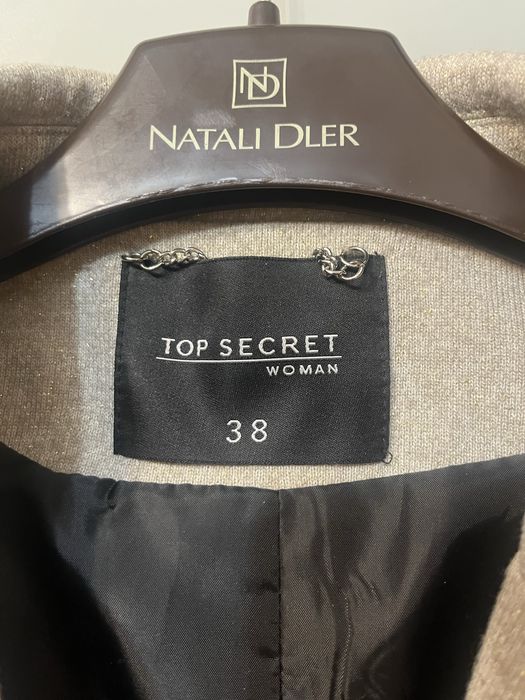 ND
NATALI DLER
TOP SECRET
WOMAN
38